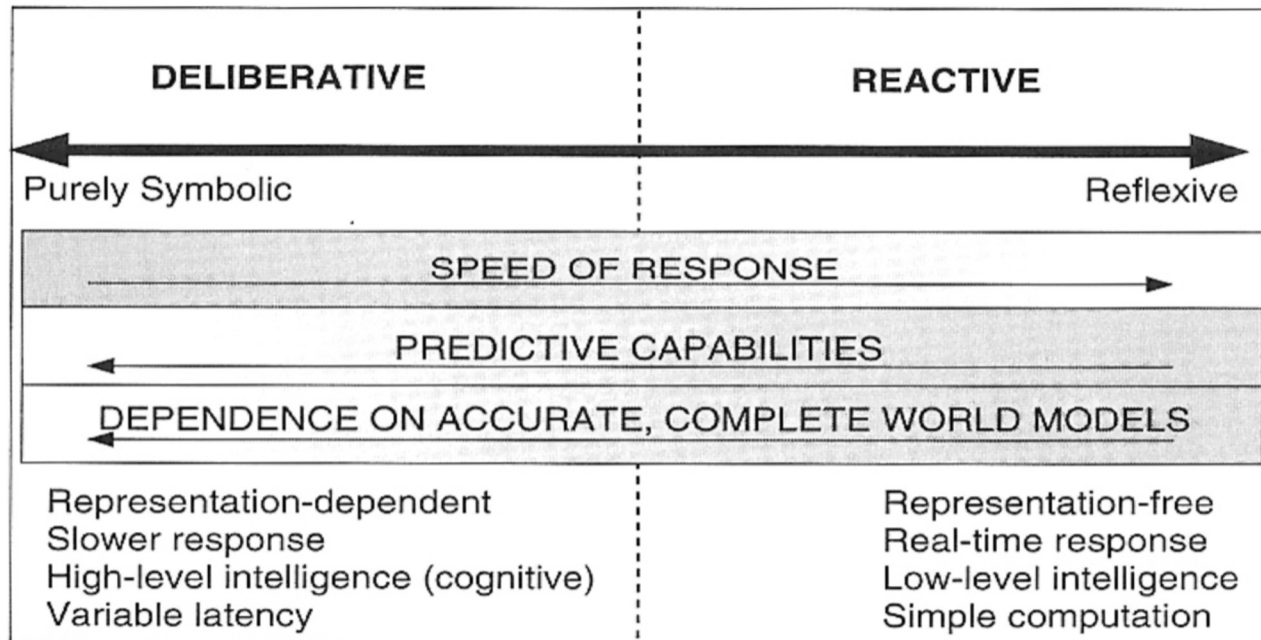 DELIBERATIVE
REACTIVE
Purely Symbolic
Reflexive
SPEED OF RESPONSE
PREDICTIVE CAPABILITIES
DEPENDENCE ON ACCURATE, COMPLETE WORLD MODELS
Representation-dependent
Slower response
High-level intelligence (cognitive)
Variable latency
Representation-free
Real-time response
Low-level intelligence
Simple computation